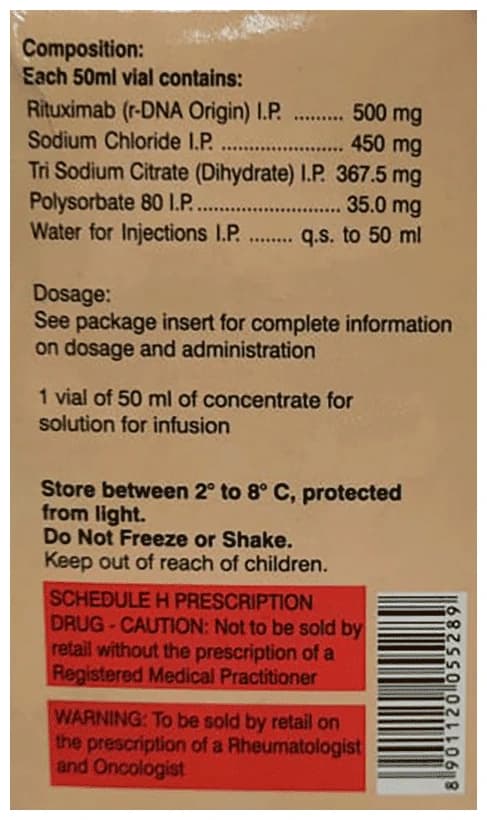 Composition:
Each 50ml vial contains:
Rituximab (r-DNA Origin) I.P. ......... 500 mg
Sodium Chloride I.P. ..................... 450 mg
Tri Sodium Citrate (Dihydrate) I.P. 367.5 mg
Polysorbate 80 I.P. ......................... 35.0 mg
Water for Injections I.P. ........ q.s. to 50 ml
Dosage:
See package insert for complete information
on dosage and administration
1 vial of 50 ml of concentrate for
solution for infusion
Store between 2° to 8° C, protected
from light.
Do Not Freeze or Shake.
Keep out of reach of children.
SCHEDULE H PRESCRIPTION
DRUG - CAUTION: Not to be sold by
retail without the prescription of a
Registered Medical Practitioner
WARNING: To be sold by retail on
the prescription of a Rheumatologist
and Oncologist
8 901120 055289